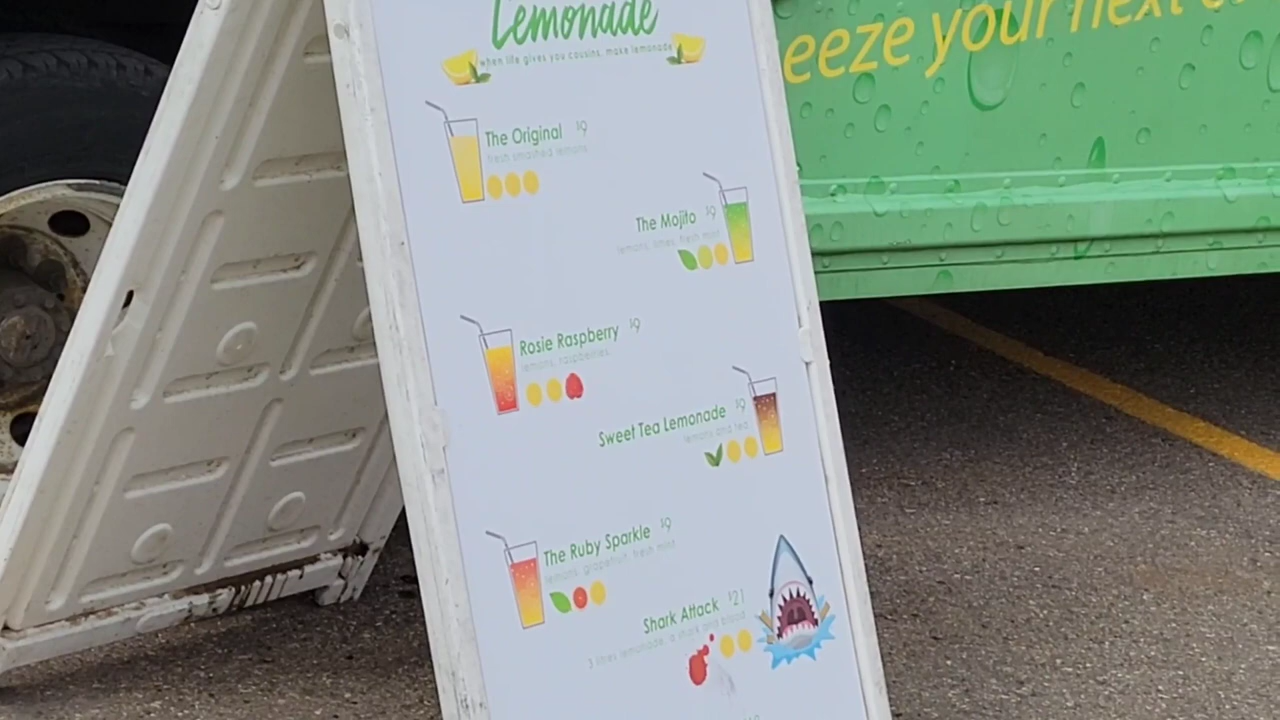 Lemonade
when life gives you cousins, make lemonade
eeze your next
The Original $9
fresh smashed lemons
The Mojito $9
lemons, limes, fresh mint
Rosie Raspberry $9
lemons, raspberries,
Sweet Tea Lemonade $9
lemons and tea
The Ruby Sparkle $9
lemons, grapefruit, fresh mint
Shark Attack $21
3 litres lemonade, a shark and blood